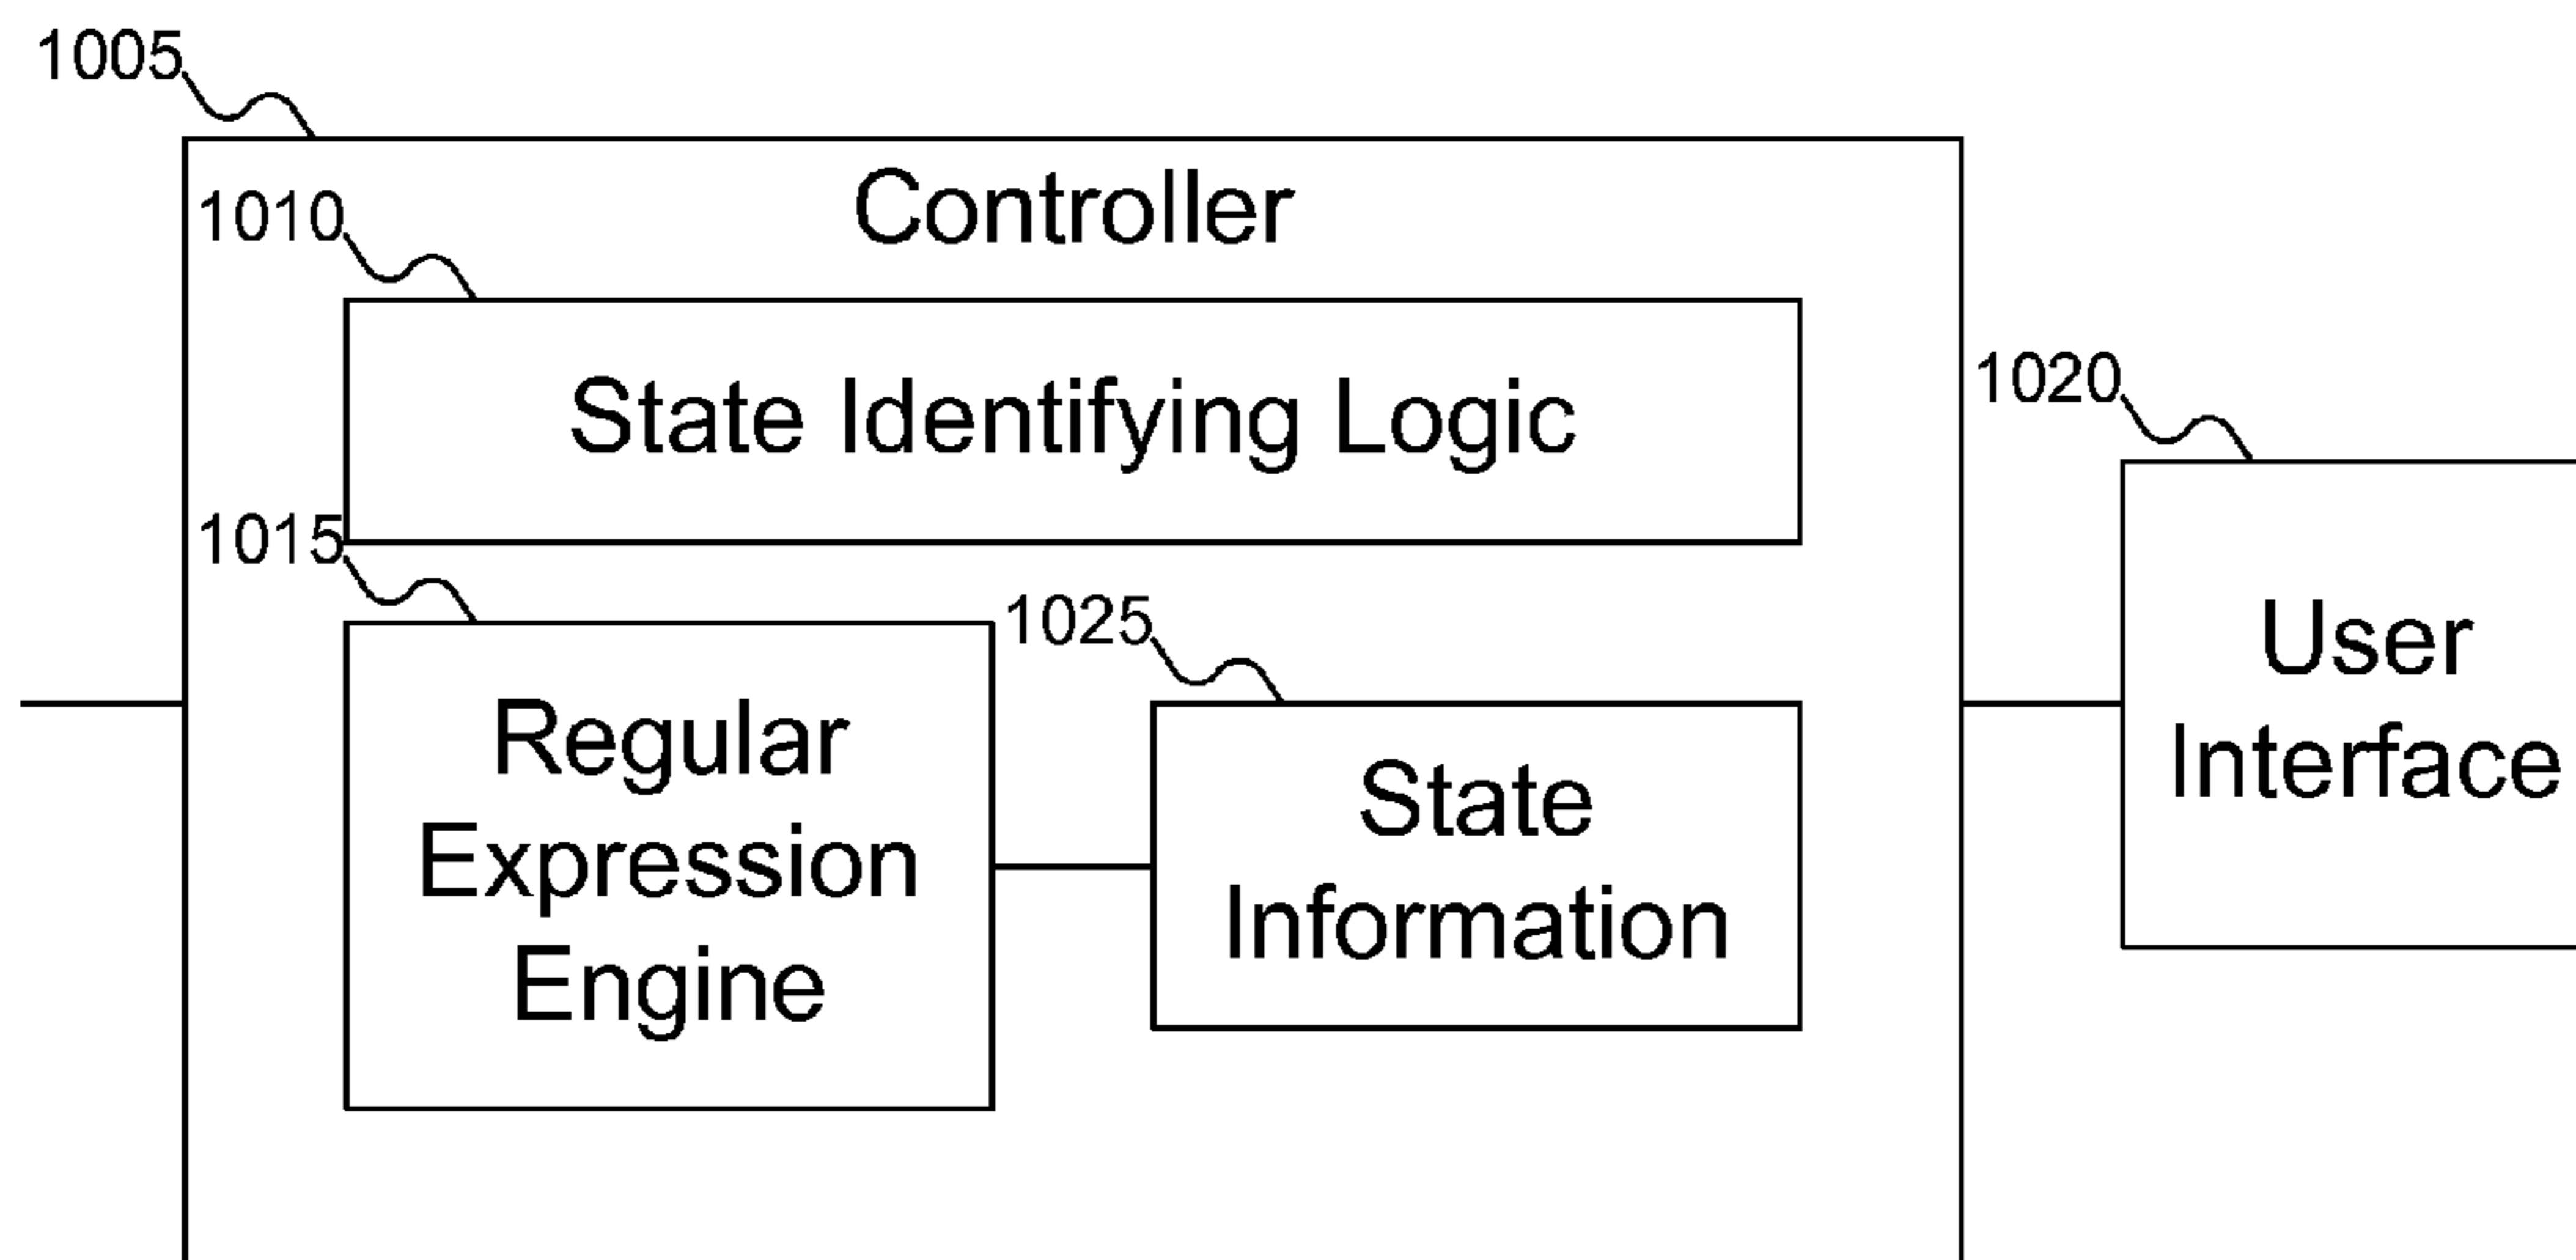 1005
Controller
1010
State Identifying Logic
1020
1015
1025
Regular
Expression
Engine
State
Information
User
Interface